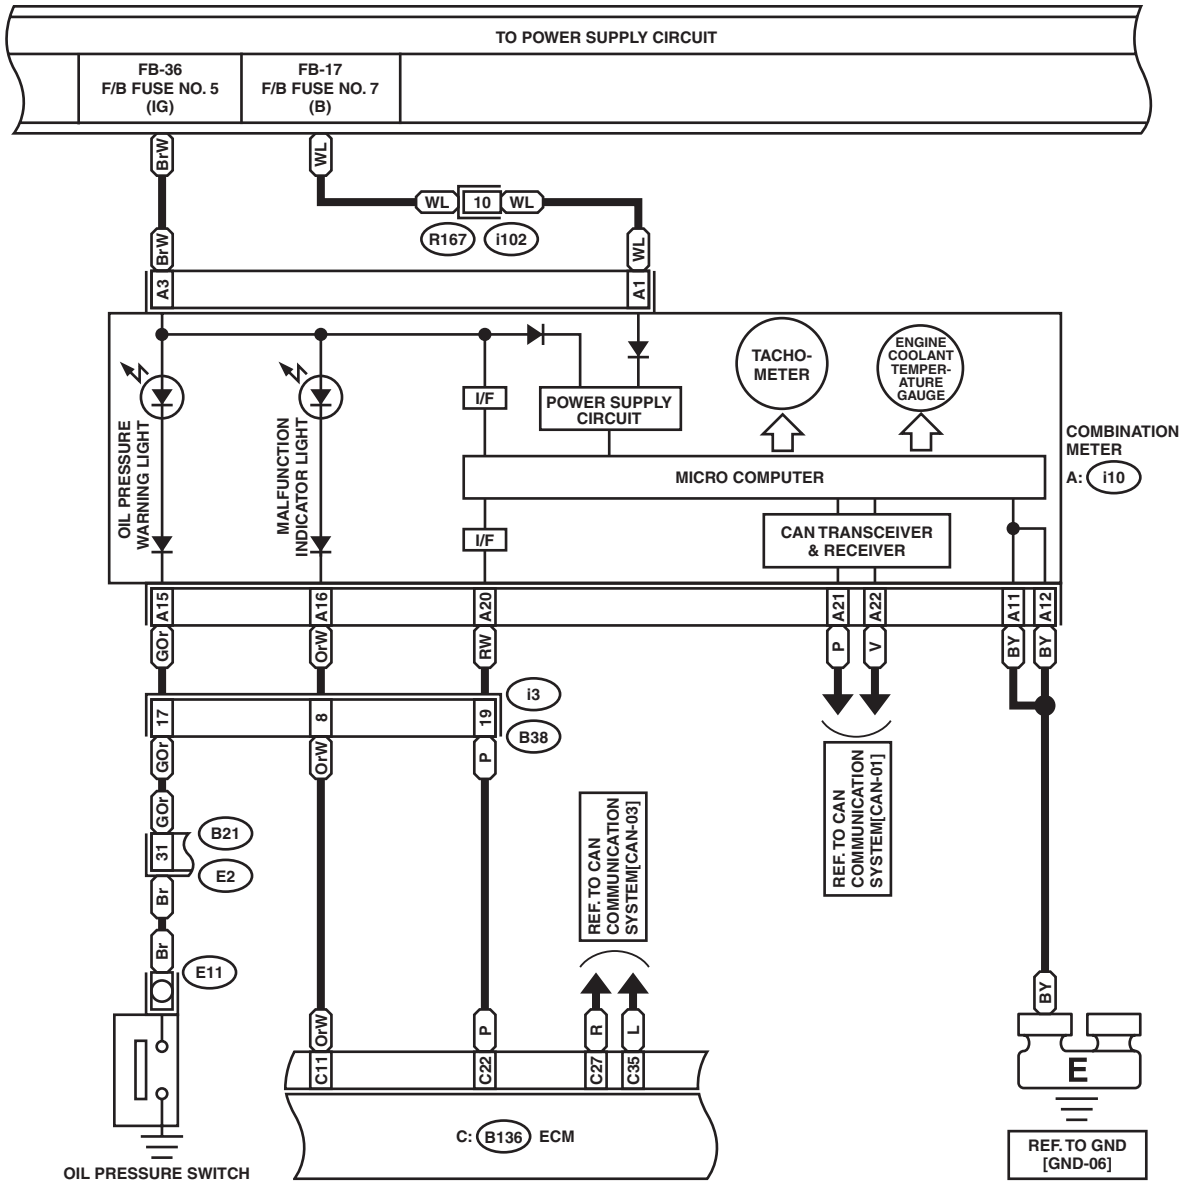 TO POWER SUPPLY CIRCUIT
FB-36
F/B FUSE NO. 5
(IG)
FB-17
F/B FUSE NO. 7
(B)
BrW
WL
WL
10
WL
R167
i102
BrW
WL
A3
A1
TACHO-
METER
ENGINE
COOLANT
TEMPER-
ATURE
GAUGE
I/F
POWER SUPPLY
CIRCUIT
OIL PRESSURE
WARNING LIGHT
MALFUNCTION
INDICATOR LIGHT
MICRO COMPUTER
COMBINATION
METER
A:
i10
I/F
CAN TRANSCEIVER
& RECEIVER
A15
A16
A20
A21
A22
A11
A12
GOr
OrW
RW
P
V
BY
BY
i3
17
8
19
B38
GOr
OrW
P
GOr
B21
31
E2
Br
Br
E11
REF. TO CAN
COMMUNICATION
SYSTEM[CAN-03]
REF. TO CAN
COMMUNICATION
SYSTEM[CAN-01]
BY
OrW
P
R
L
C11
C22
C27
C35
E
C:
B136
ECM
REF. TO GND
[GND-06]
OIL PRESSURE SWITCH